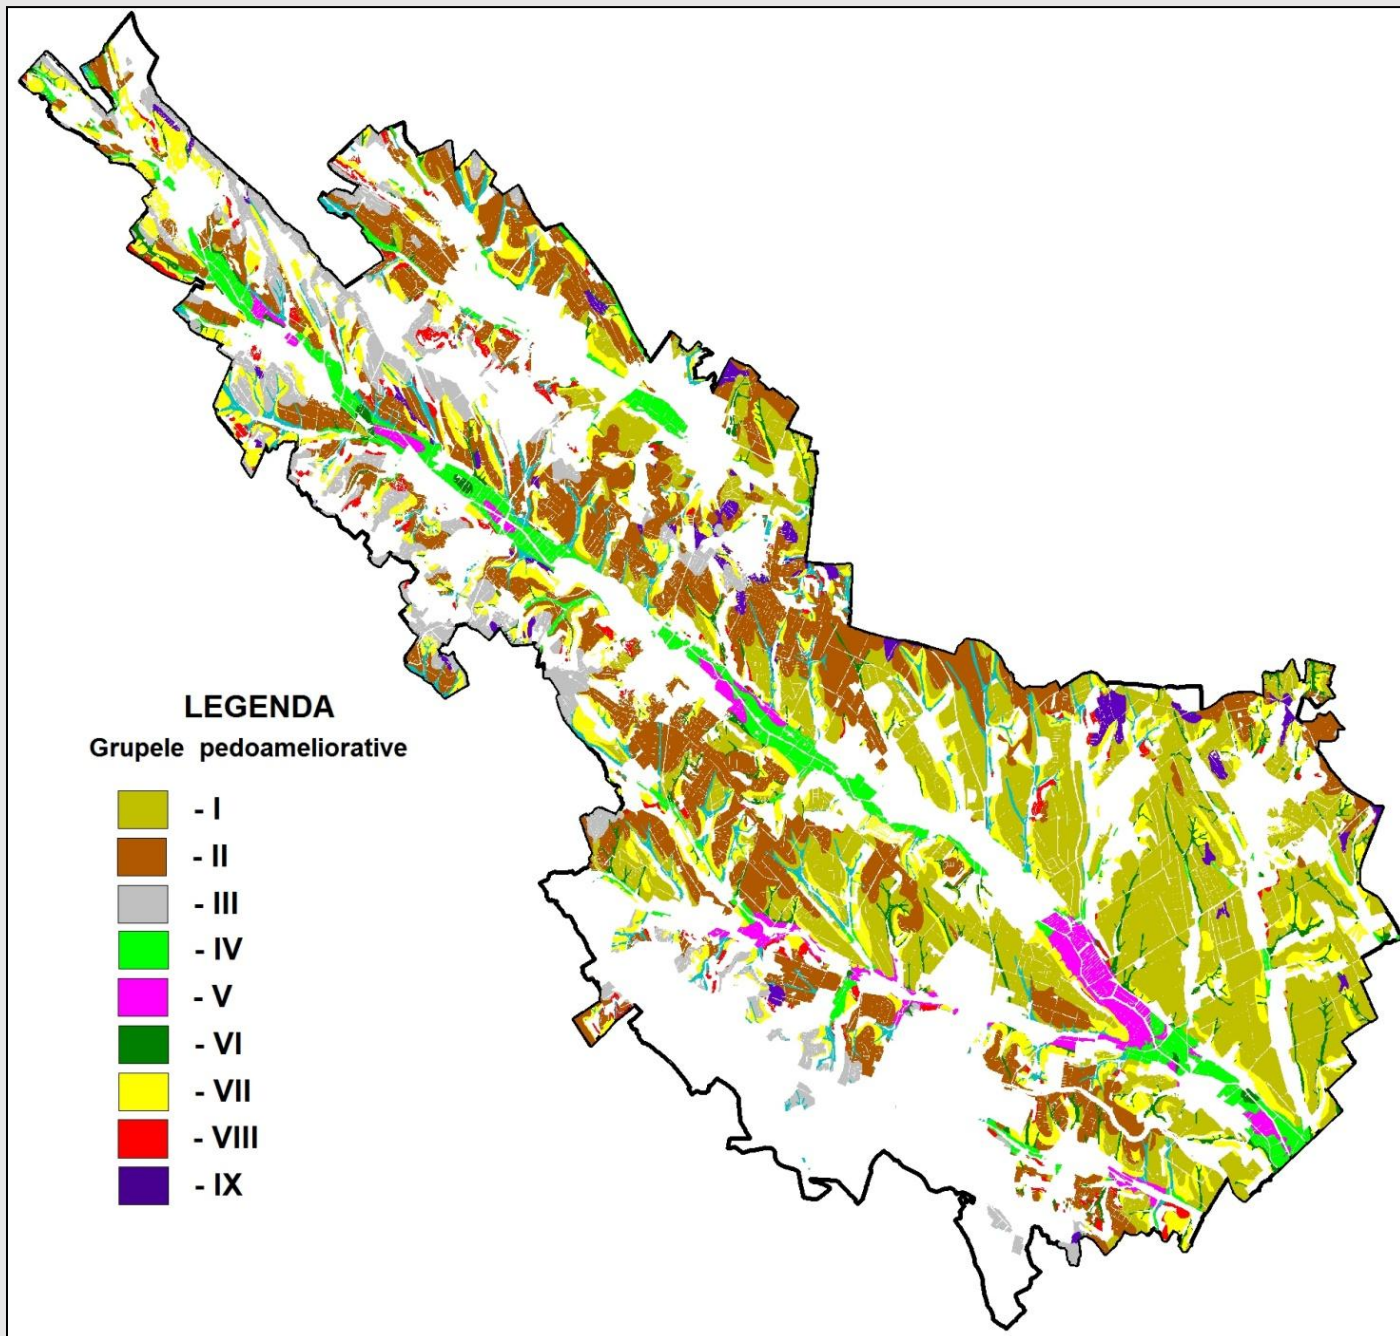 LEGENDA
Grupele pedoameliorative
- I
- II
- III
- IV
- V
- VI
- VII
- VIII
- IX